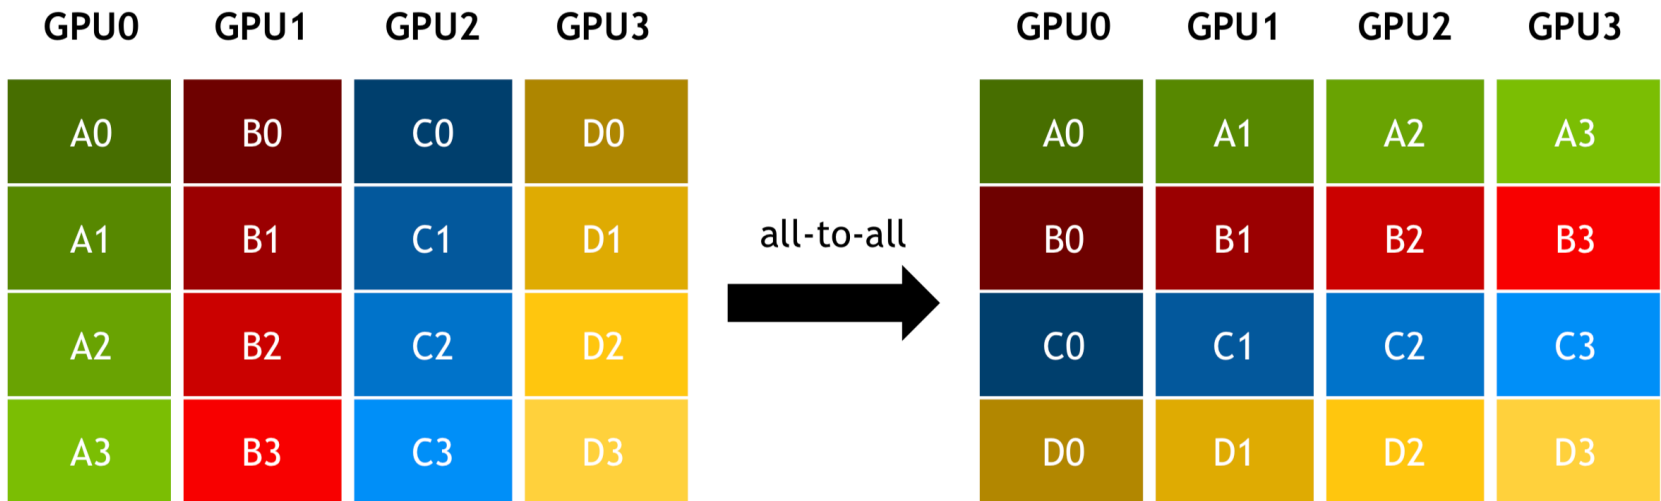 GPU0 GPU1 GPU2 GPU3 GPU0 GPU1 GPU2 GPU3
A0 B0 C0 D0 A0 A1 A2 A3
A1 B1 C1 D1 B0 B1 B2 B3
all-to-all
A2 B2 C2 D2 C0 C1 C2 C3
A3 B3 C3 D3 D0 D1 D2 D3